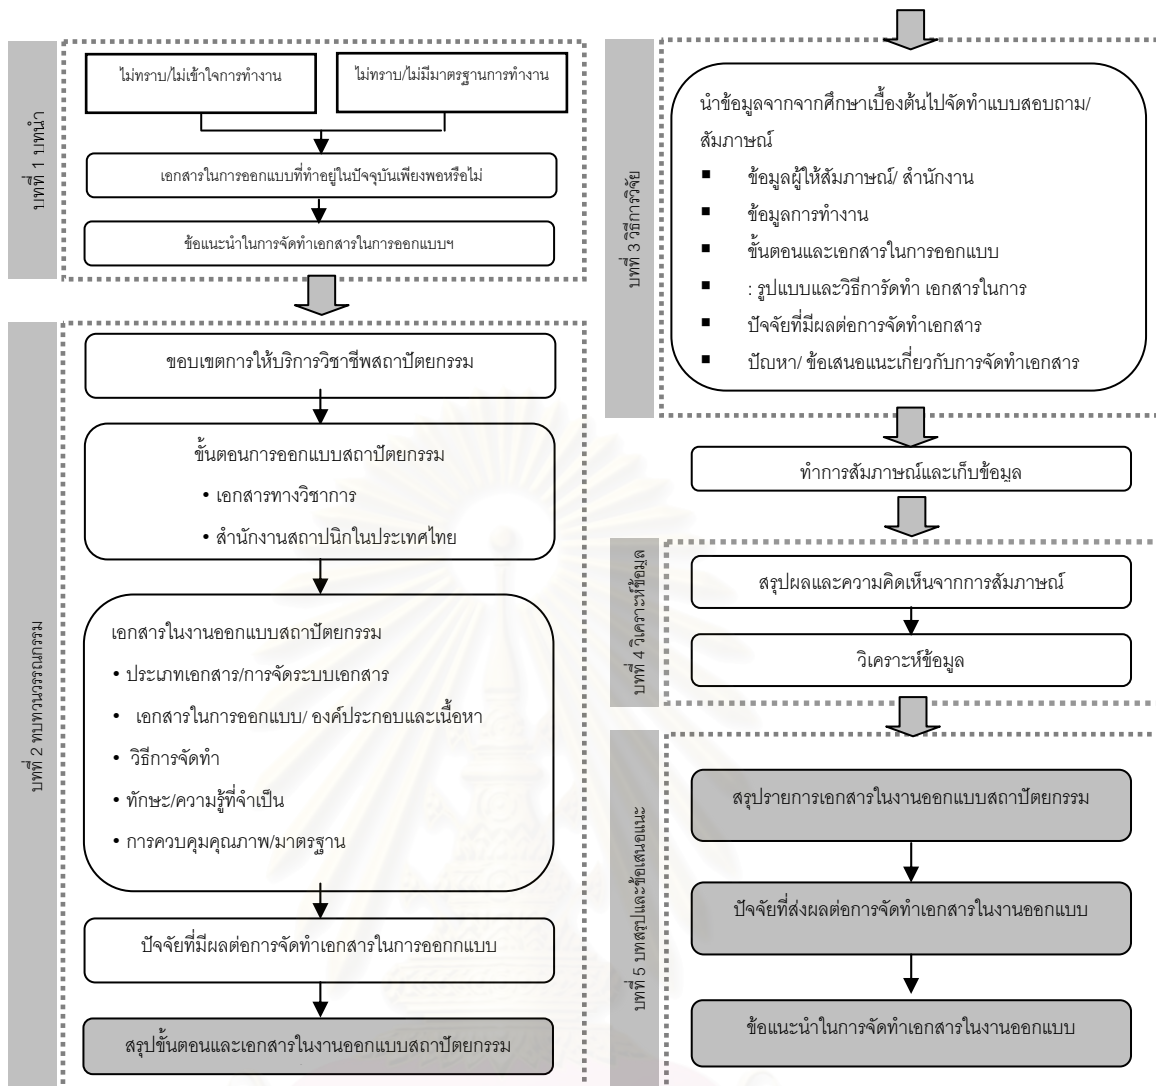 บทที่ 1 บทนำ
ไม่ทราบ/ไม่เข้าใจการทำงาน
ไม่ทราบ/ไม่มีมาตรฐานการทำงาน
เอกสารในการออกแบบที่ทำอยู่ในปัจจุบันเพียงพอหรือไม่
ข้อแนะนำในการจัดทำเอกสารในการออกแบบฯ
บทที่ 2 ทบทวนวรรณกรรม
ขอบเขตการให้บริการวิชาชีพสถาปัตยกรรม
ขั้นตอนการออกแบบสถาปัตยกรรม
• เอกสารทางวิชาการ
• สำนักงานสถาปนิกในประเทศไทย
เอกสารในงานออกแบบสถาปัตยกรรม
• ประเภทเอกสาร/การจัดระบบเอกสาร
• เอกสารในการออกแบบ/ องค์ประกอบและเนื้อหา
• วิธีการจัดทำ
• ทักษะ/ความรู้ที่จำเป็น
• การควบคุมคุณภาพ/มาตรฐาน
ปัจจัยที่มีผลต่อการจัดทำเอกสารในการออกกแบบ
สรุปขั้นตอนและเอกสารในงานออกแบบสถาปัตยกรรม
บทที่ 3 วิธีการวิจัย
นำข้อมูลจากจากศึกษาเบื้องต้นไปจัดทำแบบสอบถาม/
สัมภาษณ์
▪ ข้อมูลผู้ให้สัมภาษณ์/ สำนักงาน
▪ ข้อมูลการทำงาน
▪ ขั้นตอนและเอกสารในการออกแบบ
▪ : รูปแบบและวิธีการัดทำ เอกสารในการ
▪ ปัจจัยที่มีผลต่อการจัดทำเอกสาร
▪ ปัญหา/ ข้อเสนอแนะเกี่ยวกับการจัดทำเอกสาร
ทำการสัมภาษณ์และเก็บข้อมูล
บทที่ 4 วิเคราะห์ข้อมูล
สรุปผลและความคิดเห็นจากการสัมภาษณ์
วิเคราะห์ข้อมูล
บทที่ 5 บทสรุปและข้อเสนอแนะ
สรุปรายการเอกสารในงานออกแบบสถาปัตยกรรม
ปัจจัยที่ส่งผลต่อการจัดทำเอกสารในงานออกแบบ
ข้อแนะนำในการจัดทำเอกสารในงานออกแบบ